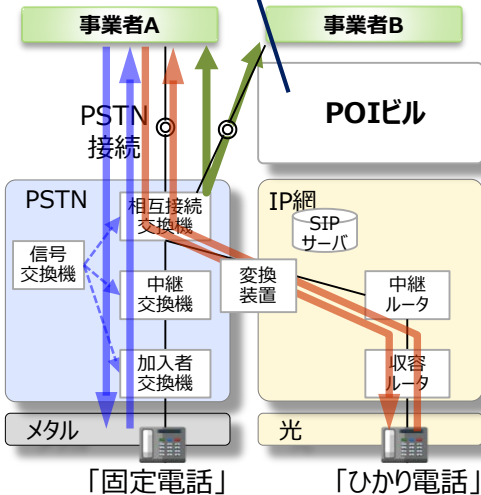 事業者A
事業者B
PSTN
接続
POIビル
PSTN
相互接続
交換機
IP網
SIP
サーバ
信号
交換機
変換
装置
中継
交換機
中継
ルータ
加入者
交換機
収容
ルータ
メタル
光
「固定電話」
「ひかり電話」